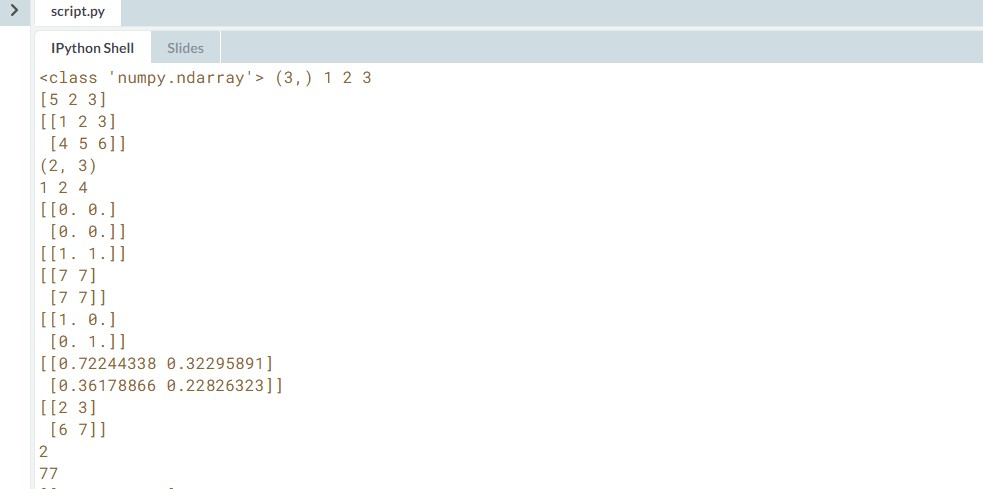 script.py
IPython Shell Slides
<class 'numpy.ndarray'> (3,) 1 2 3
[5 2 3]
[[1 2 3]
 [4 5 6]]
(2, 3)
1 2 4
[[0. 0.]
 [0. 0.]]
[[1. 1.]]
[[7 7]
 [7 7]]
[[1. 0.]
 [0. 1.]]
[[0.72244338 0.32295891]
 [0.36178866 0.22826323]]
[[2 3]
 [6 7]]
2
77